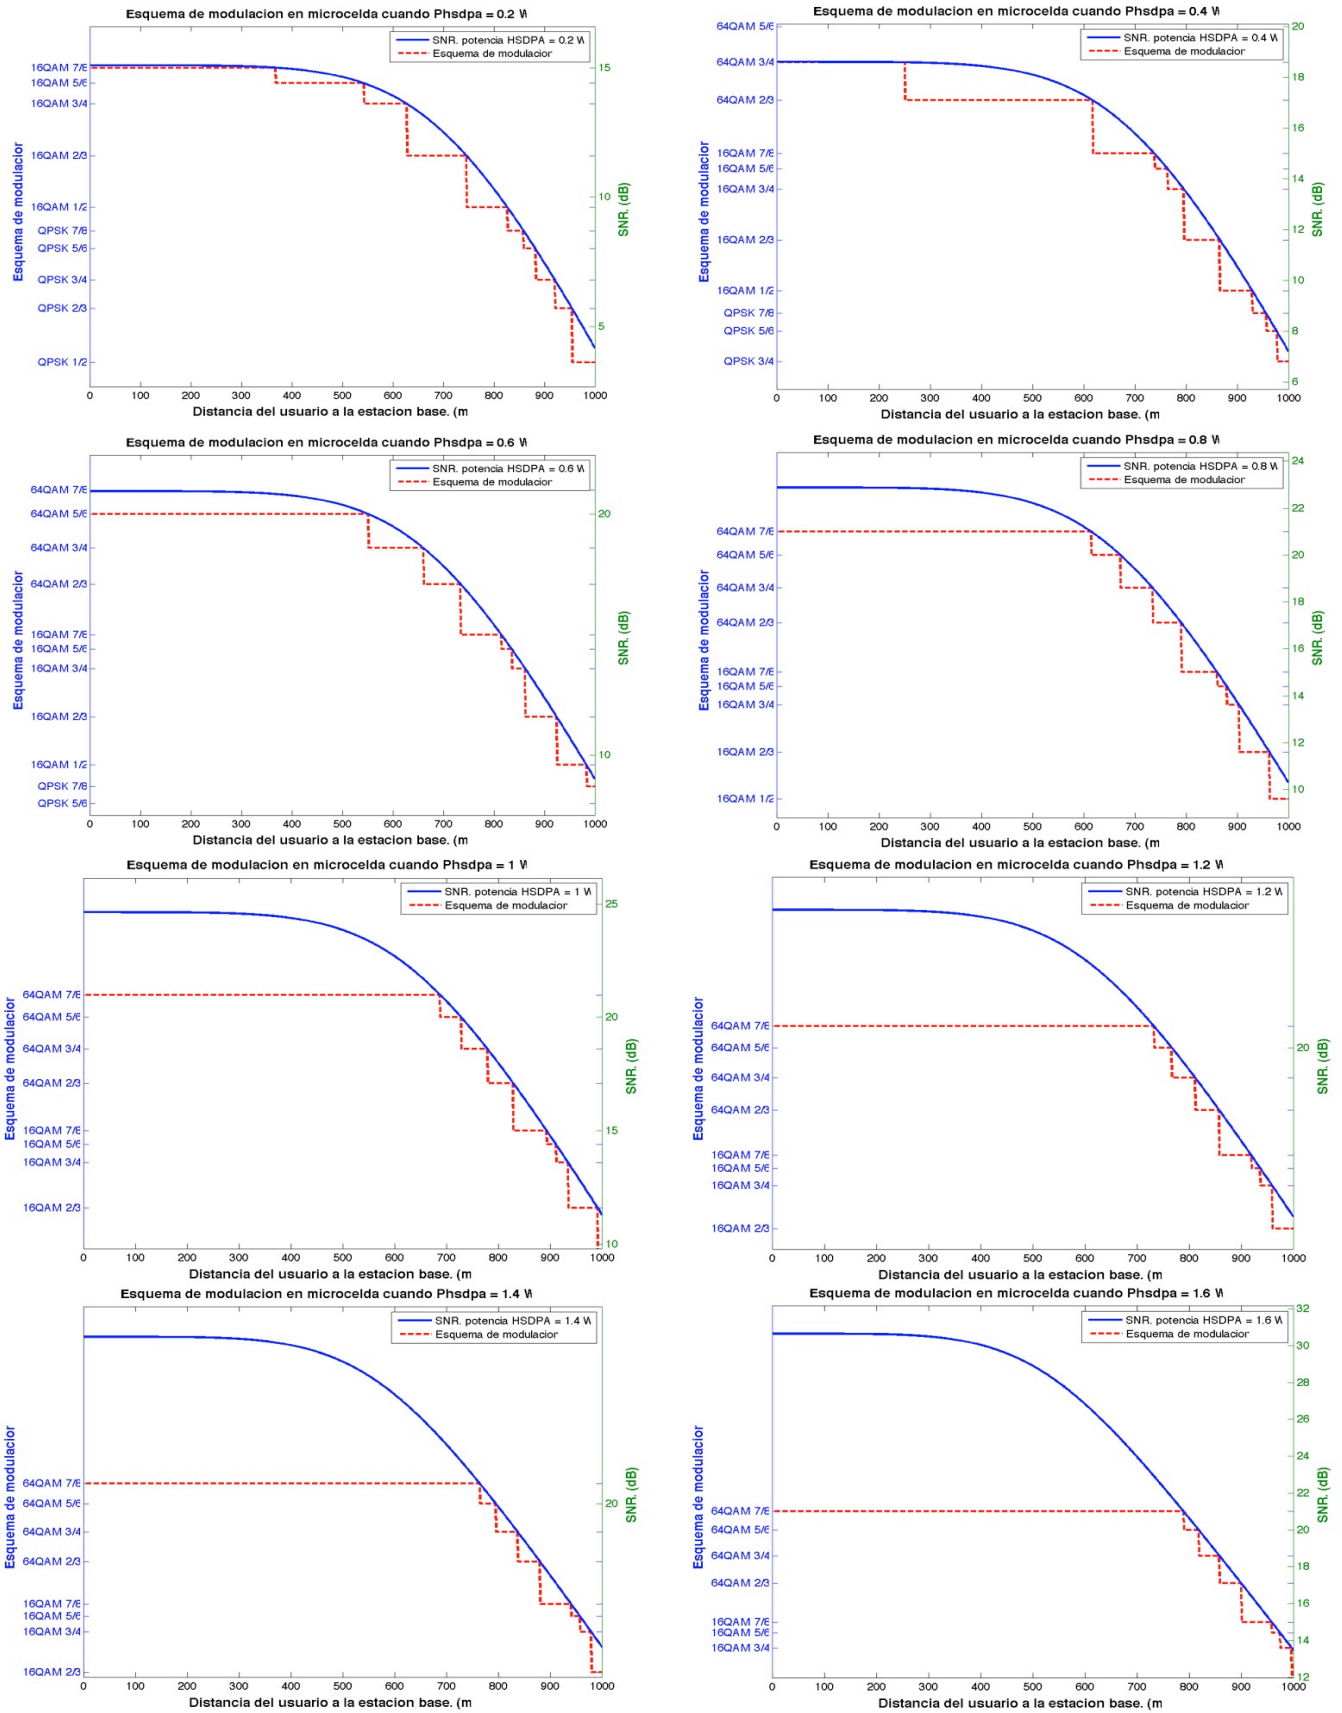 Esquema de modulacion en microcelda cuando Phsdpa = 0.2 W
SNR. potencia HSDPA = 0.2 W
Esquema de modulacior
16QAM 7/8
16QAM 5/6
16QAM 3/4
16QAM 2/3
16QAM 1/2
QPSK 7/8
QPSK 5/6
QPSK 3/4
QPSK 2/3
QPSK 1/2
Esquema de modulacior
15
10
5
SNR. (dB)
0 100 200 300 400 500 600 700 800 900 1000
Distancia del usuario a la estacion base. (m
Esquema de modulacion en microcelda cuando Phsdpa = 0.4 W
SNR. potencia HSDPA = 0.4 W
Esquema de modulacior
64QAM 5/6
64QAM 3/4
64QAM 2/3
16QAM 7/8
16QAM 5/6
16QAM 3/4
16QAM 2/3
16QAM 1/2
QPSK 7/8
QPSK 5/6
QPSK 3/4
Esquema de modulacior
20
18
16
14
12
10
8
6
SNR. (dB)
0 100 200 300 400 500 600 700 800 900 1000
Distancia del usuario a la estacion base. (m
Esquema de modulacion en microcelda cuando Phsdpa = 0.6 W
SNR. potencia HSDPA = 0.6 W
Esquema de modulacior
64QAM 7/8
64QAM 5/6
64QAM 3/4
64QAM 2/3
16QAM 7/8
16QAM 5/6
16QAM 3/4
16QAM 2/3
16QAM 1/2
QPSK 7/8
QPSK 5/6
Esquema de modulacior
20
10
SNR. (dB)
0 100 200 300 400 500 600 700 800 900 1000
Distancia del usuario a la estacion base. (m
Esquema de modulacion en microcelda cuando Phsdpa = 0.8 W
SNR. potencia HSDPA = 0.8 W
Esquema de modulacior
64QAM 7/8
64QAM 5/6
64QAM 3/4
64QAM 2/3
16QAM 7/8
16QAM 5/6
16QAM 3/4
16QAM 2/3
16QAM 1/2
Esquema de modulacior
24
22
20
18
16
14
12
10
SNR. (dB)
0 100 200 300 400 500 600 700 800 900 1000
Distancia del usuario a la estacion base. (m
Esquema de modulacion en microcelda cuando Phsdpa = 1 W
SNR. potencia HSDPA = 1 W
Esquema de modulacior
64QAM 7/8
64QAM 5/6
64QAM 3/4
64QAM 2/3
16QAM 7/8
16QAM 5/6
16QAM 3/4
16QAM 2/3
Esquema de modulacior
25
20
15
10
SNR. (dB)
0 100 200 300 400 500 600 700 800 900 1000
Distancia del usuario a la estacion base. (m
Esquema de modulacion en microcelda cuando Phsdpa = 1.2 W
SNR. potencia HSDPA = 1.2 W
Esquema de modulacior
64QAM 7/8
64QAM 5/6
64QAM 3/4
64QAM 2/3
16QAM 7/8
16QAM 5/6
16QAM 3/4
16QAM 2/3
Esquema de modulacior
20
SNR. (dB)
0 100 200 300 400 500 600 700 800 900 1000
Distancia del usuario a la estacion base. (m
Esquema de modulacion en microcelda cuando Phsdpa = 1.4 W
SNR. potencia HSDPA = 1.4 W
Esquema de modulacior
64QAM 7/8
64QAM 5/6
64QAM 3/4
64QAM 2/3
16QAM 7/8
16QAM 5/6
16QAM 3/4
16QAM 2/3
Esquema de modulacior
20
SNR. (dB)
0 100 200 300 400 500 600 700 800 900 1000
Distancia del usuario a la estacion base. (m
Esquema de modulacion en microcelda cuando Phsdpa = 1.6 W
SNR. potencia HSDPA = 1.6 W
Esquema de modulacior
64QAM 7/8
64QAM 5/6
64QAM 3/4
64QAM 2/3
16QAM 7/8
16QAM 5/6
16QAM 3/4
Esquema de modulacior
32
30
28
26
24
22
20
18
16
14
12
SNR. (dB)
0 100 200 300 400 500 600 700 800 900 1000
Distancia del usuario a la estacion base. (m